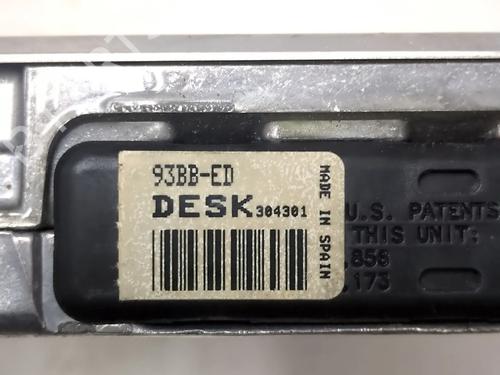 93BB-ED
DESK 304301
MADE IN SPAIN
U.S. PATENTS
THIS UNIT:
856
173